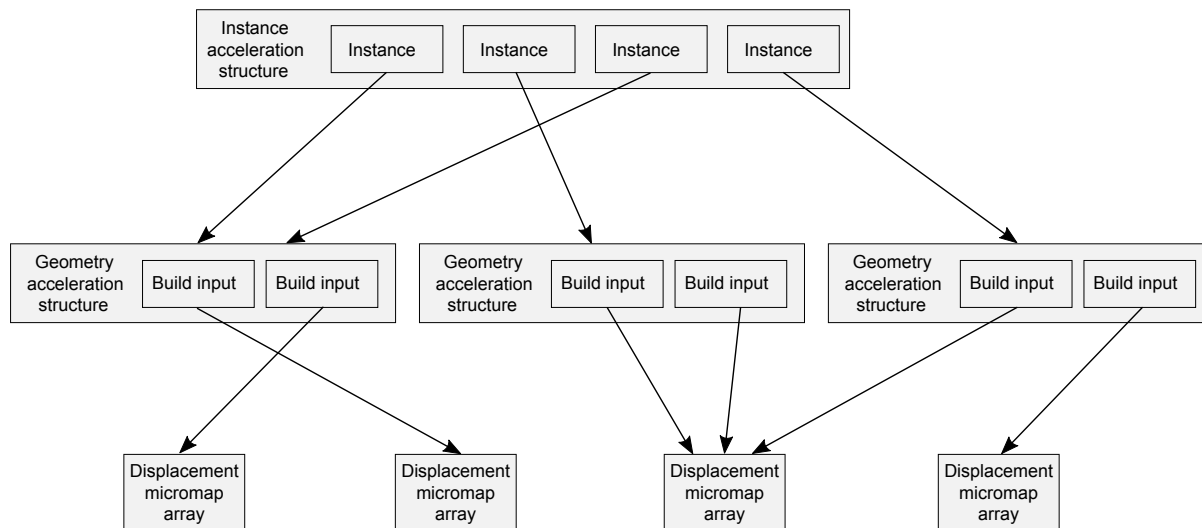 Instance
acceleration
structure
Instance
Instance
Instance
Instance
Geometry
acceleration
structure
Build input
Build input
Geometry
acceleration
structure
Build input
Build input
Geometry
acceleration
structure
Build input
Build input
Displacement
micromap
array
Displacement
micromap
array
Displacement
micromap
array
Displacement
micromap
array